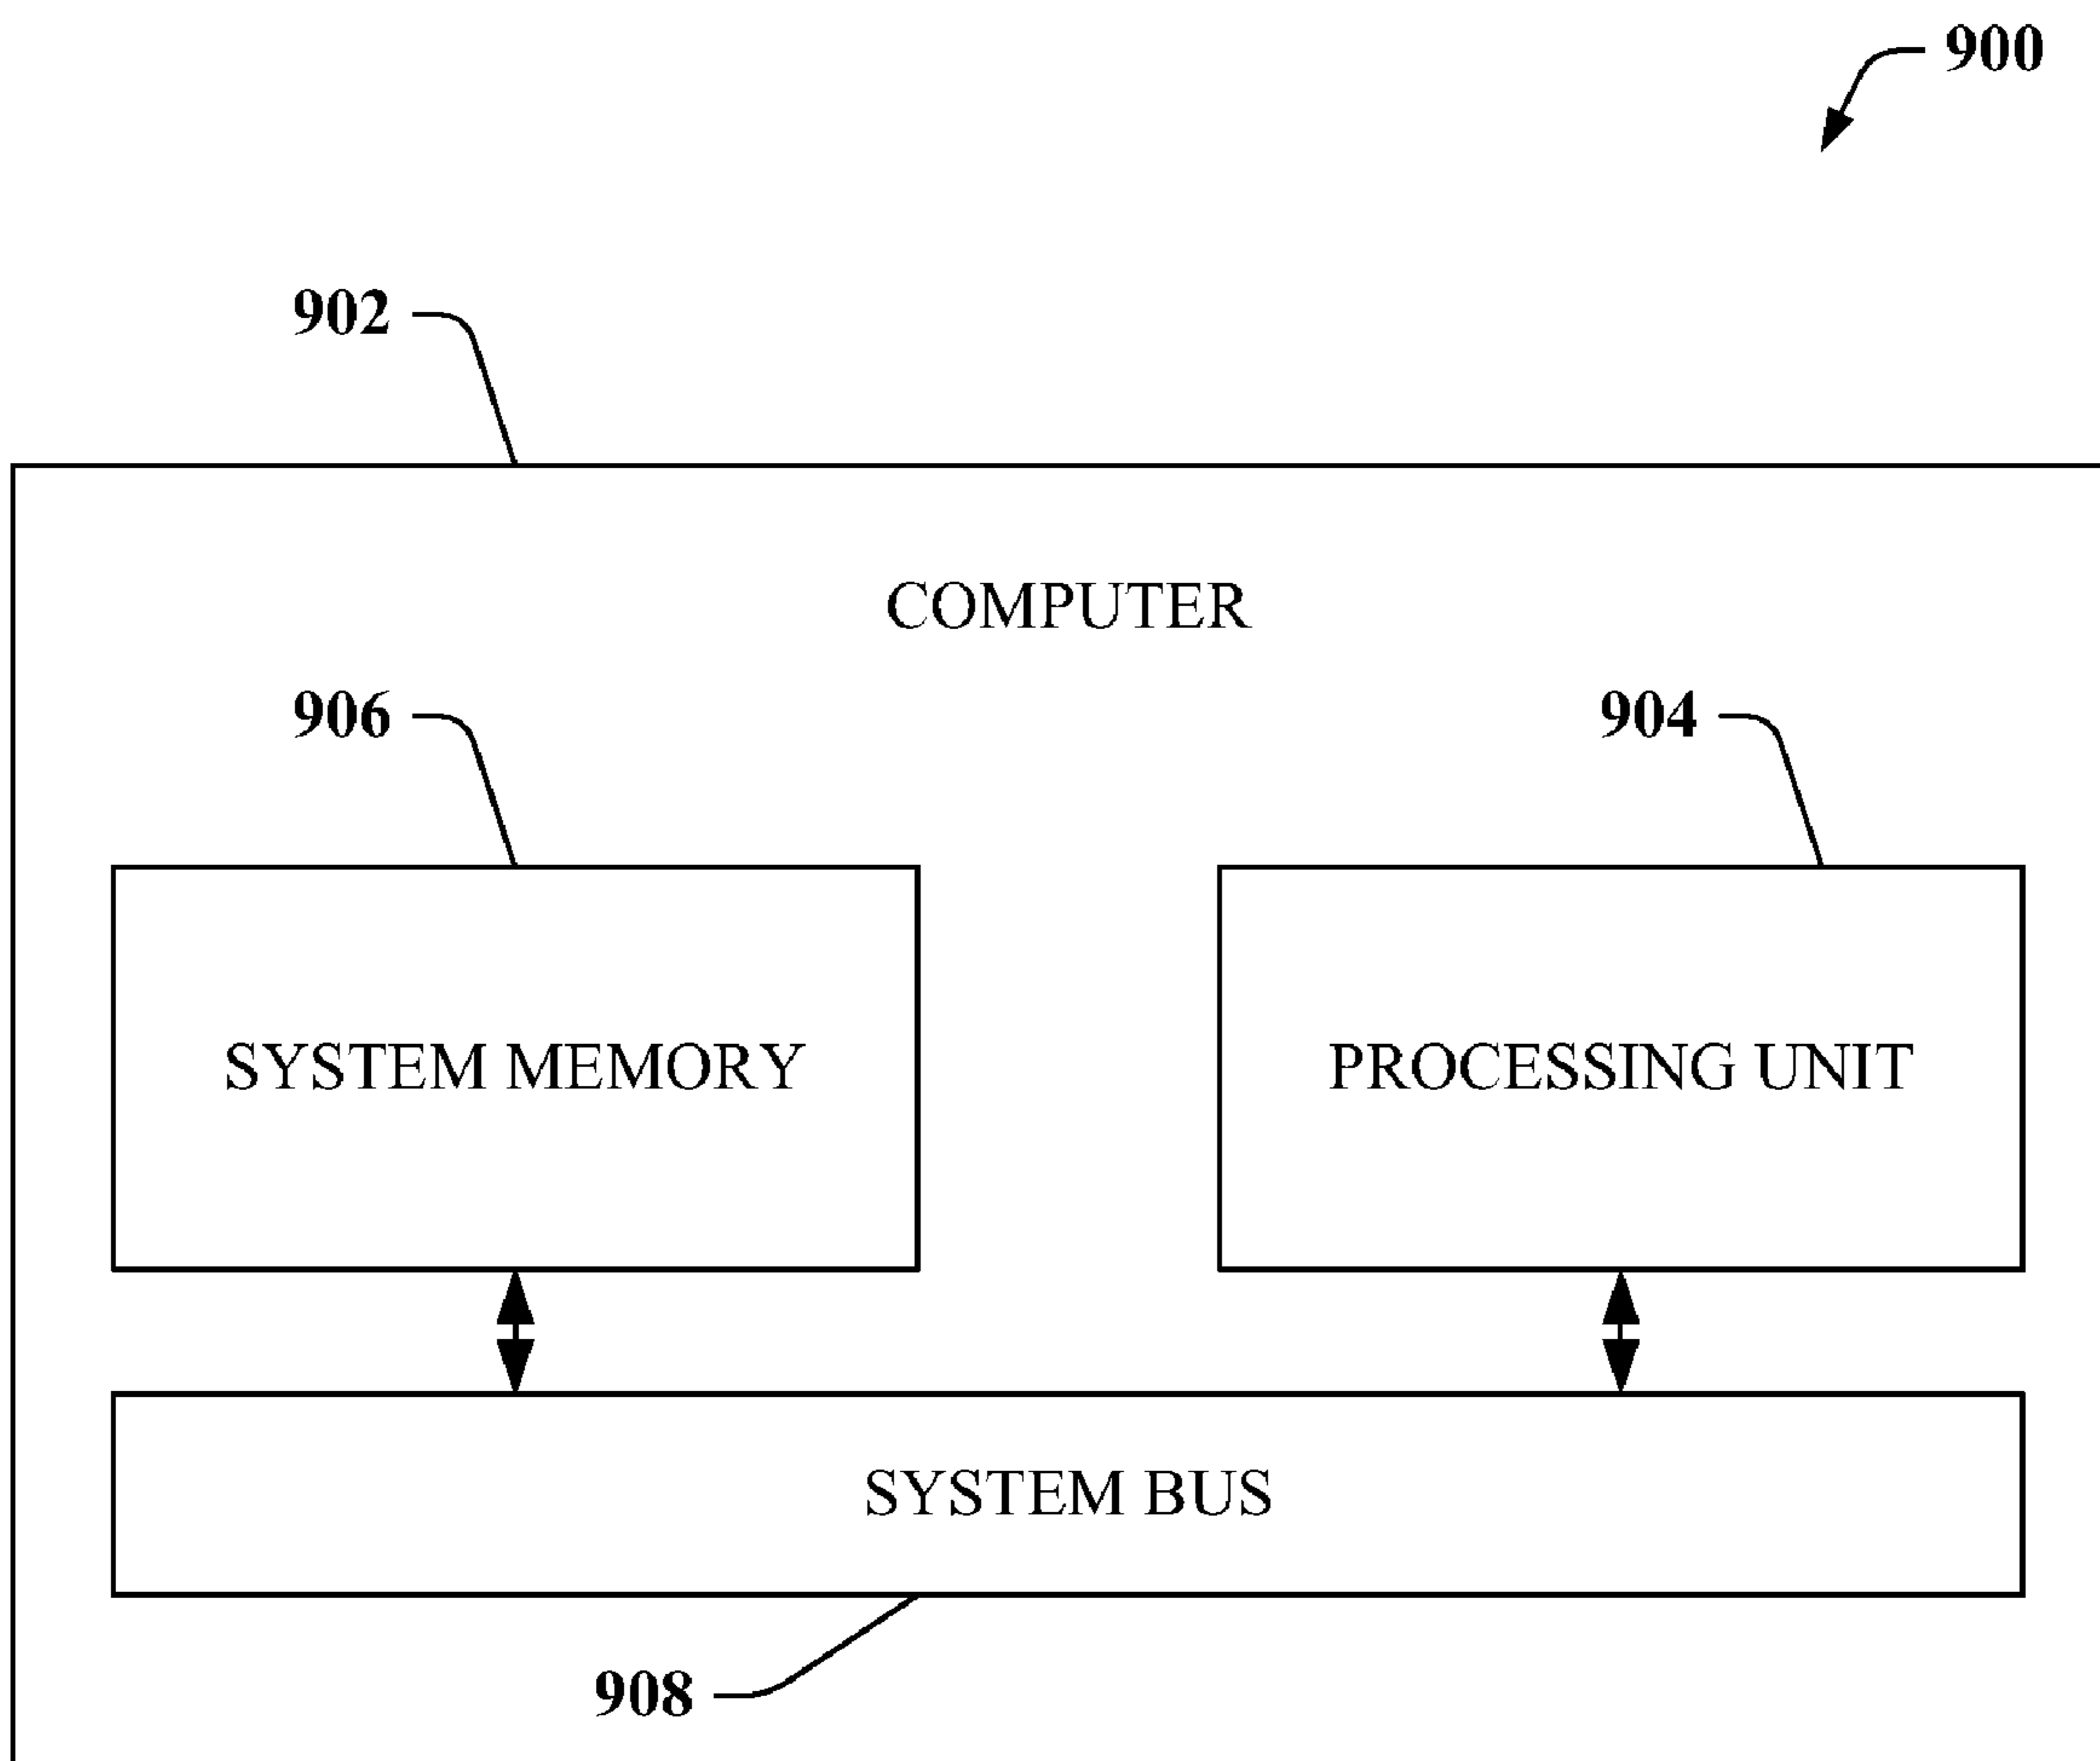 900
902
COMPUTER
906
904
SYSTEM MEMORY
PROCESSING UNIT
SYSTEM BUS
908